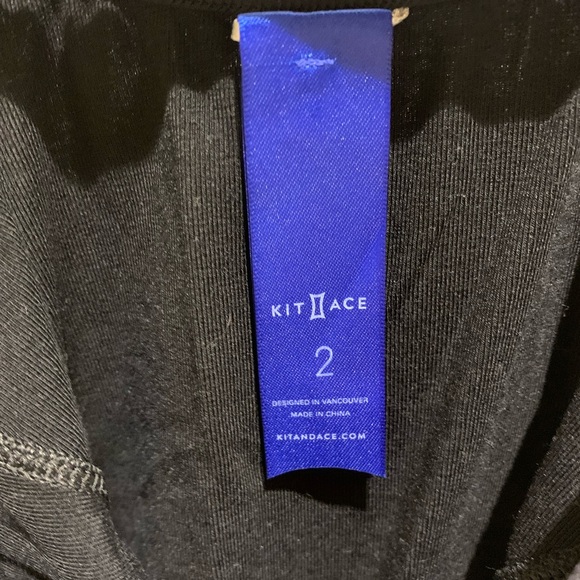 KIT ACE
2
DESIGNED IN VANCOUVER
MADE IN CHINA
KITANDACE.COM